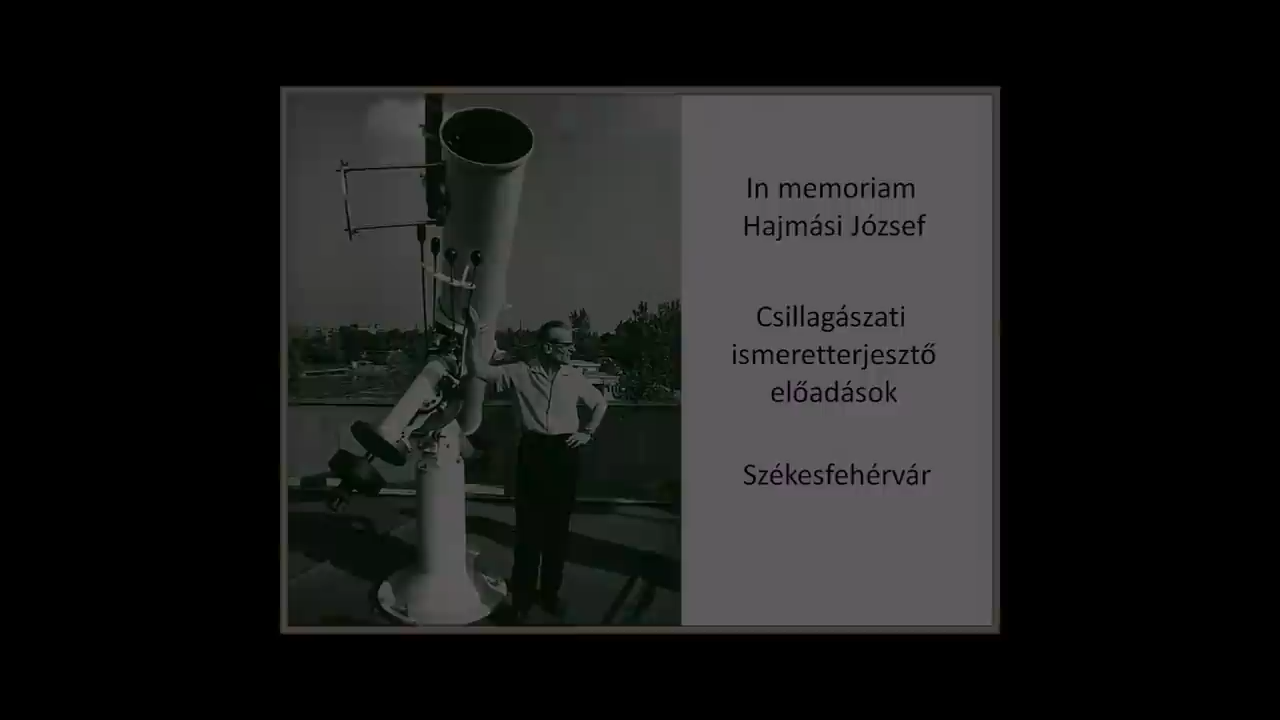 In memoriam
Hajmási József
Csillagászati
ismeretterjesztő
előadások
Székesfehérvár